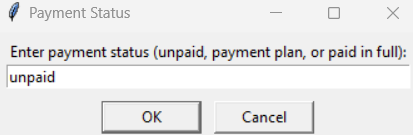 Payment Status
Enter payment status (unpaid, payment plan, or paid in full):
unpaid
OK Cancel